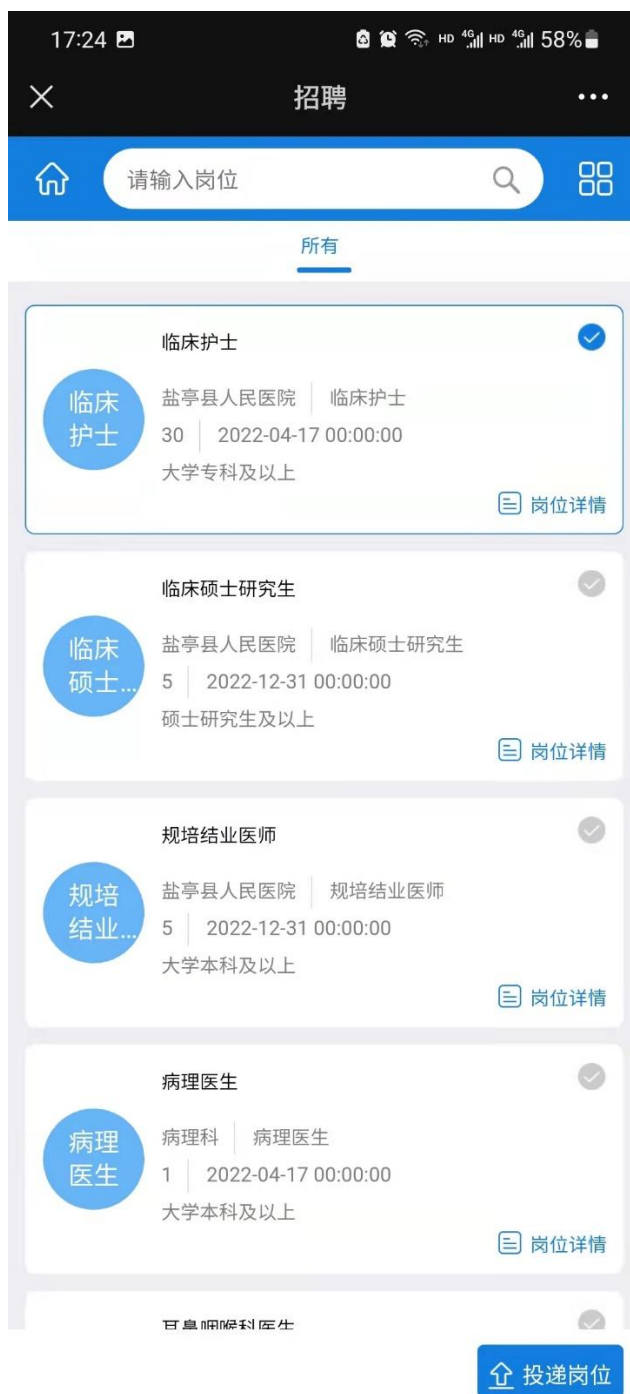 17:24 HD 4G HD 4G 58%
招聘
请输入岗位
所有
临床护士
临床
护士
盐亭县人民医院 临床护士
30 2022-04-17 00:00:00
大学专科及以上
岗位详情
临床硕士研究生
临床
硕士...
盐亭县人民医院 临床硕士研究生
5 2022-12-31 00:00:00
硕士研究生及以上
岗位详情
规培结业医师
规培
结业...
盐亭县人民医院 规培结业医师
5 2022-12-31 00:00:00
大学本科及以上
岗位详情
病理医生
病理
医生
病理科 病理医生
1 2022-04-17 00:00:00
大学本科及以上
岗位详情
耳鼻咽喉科医生
投递岗位